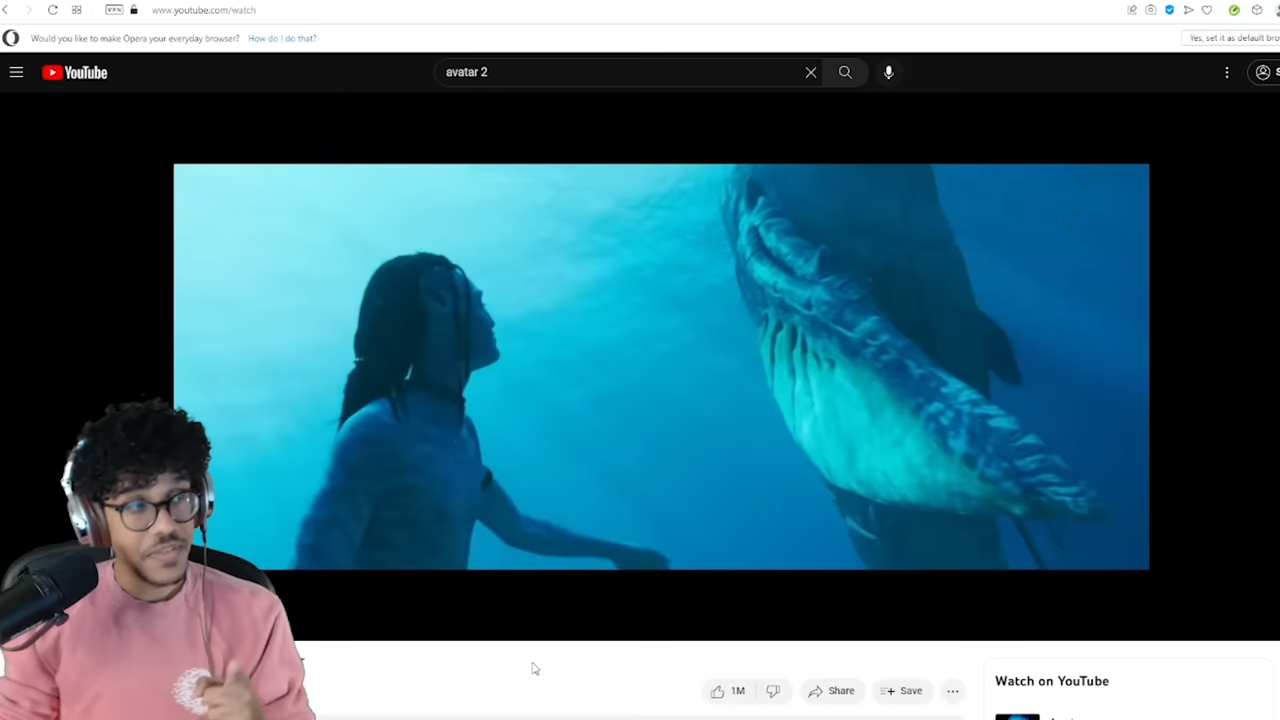 VPN
www.youtube.com/watch
Would you like to make Opera your everyday browser? How do I do that?
Yes, set it as default bro
YouTube
avatar 2
S
1M
Share
Save
Watch on YouTube